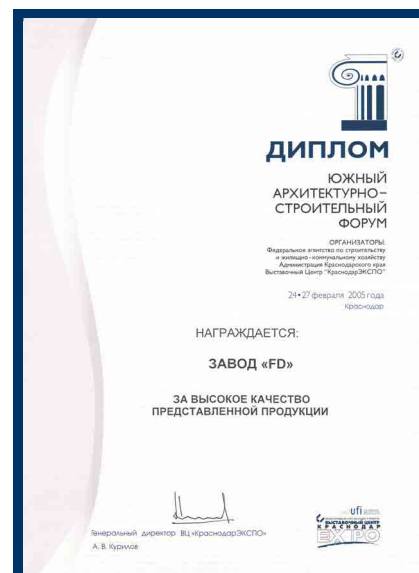 ДИПЛОМ
ЮЖНЫЙ
АРХИТЕКТУРНО-
СТРОИТЕЛЬНЫЙ
ФОРУМ
ОРГАНИЗАТОРЫ:
Федеральное агентство по строительству
и жилищно-коммунальному хозяйству
Администрация Краснодарского края
Выставочный Центр "КраснодарЭКСПО"
24•27 февраля 2005 года
Краснодар
НАГРАЖДАЕТСЯ:
ЗАВОД «FD»
ЗА ВЫСОКОЕ КАЧЕСТВО
ПРЕДСТАВЛЕННОЙ ПРОДУКЦИИ
Генеральный директор ВЦ «КраснодарЭКСПО»
А. В. Курилов
ufi
ВЫСТАВОЧНЫЙ ЦЕНТР
КРАСНОДАР
EXPO